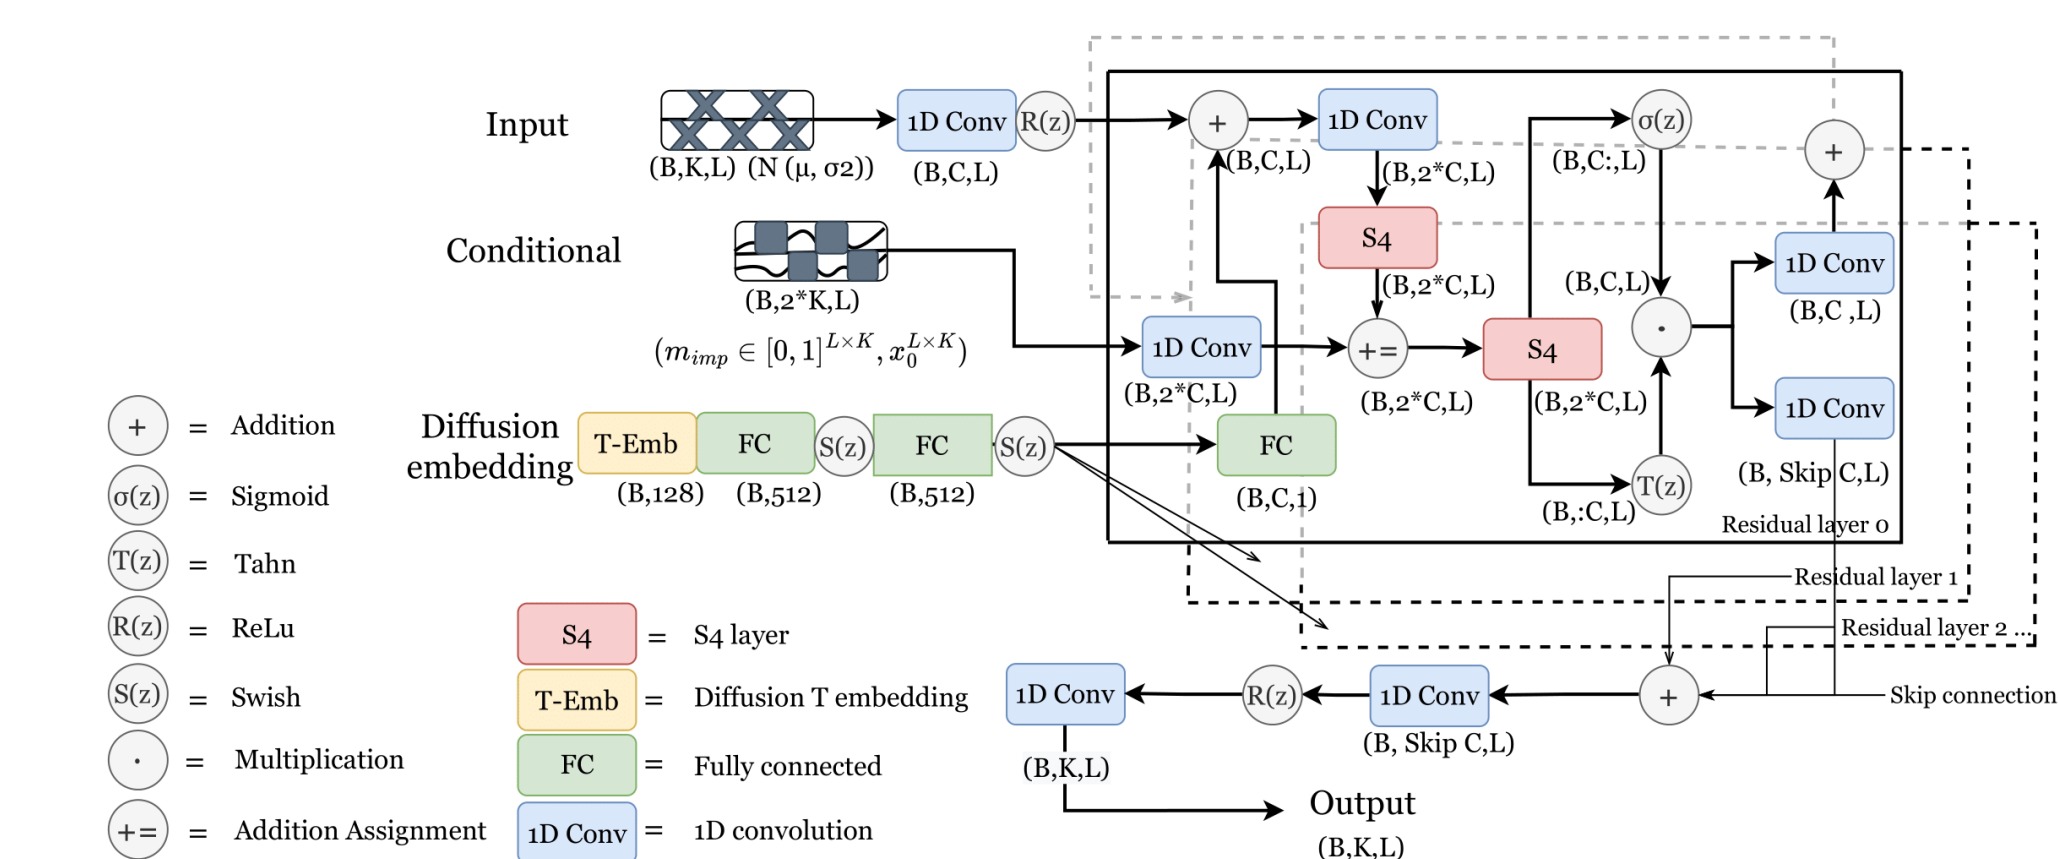 Input
(B,K,L) (N (μ, σ2))
1D Conv
R(z)
(B,C,L)
Conditional
(B,2*K,L)
(m_{imp} ∈ [0,1]^{L×K}, x_0^{L×K})
Diffusion
embedding
T-Emb
(B,128)
FC
(B,512)
S(z)
FC
(B,512)
S(z)
+
(B,C,L)
1D Conv
(B,2*C,L)
S4
(B,2*C,L)
1D Conv
(B,2*C,L)
+=
(B,2*C,L)
FC
(B,C,1)
S4
(B,2*C,L)
σ(z)
(B,C:,L)
(B,C,L)
·
T(z)
(B,:C,L)
+
1D Conv
(B,C ,L)
1D Conv
(B, Skip C,L)
Residual layer 0
Residual layer 1
Residual layer 2 ...
Skip connection
+
1D Conv
(B, Skip C,L)
R(z)
1D Conv
(B,K,L)
Output
(B,K,L)
+ = Addition
σ(z) = Sigmoid
T(z) = Tahn
R(z) = ReLu
S(z) = Swish
· = Multiplication
+= = Addition Assignment
S4 = S4 layer
T-Emb = Diffusion T embedding
FC = Fully connected
1D Conv = 1D convolution